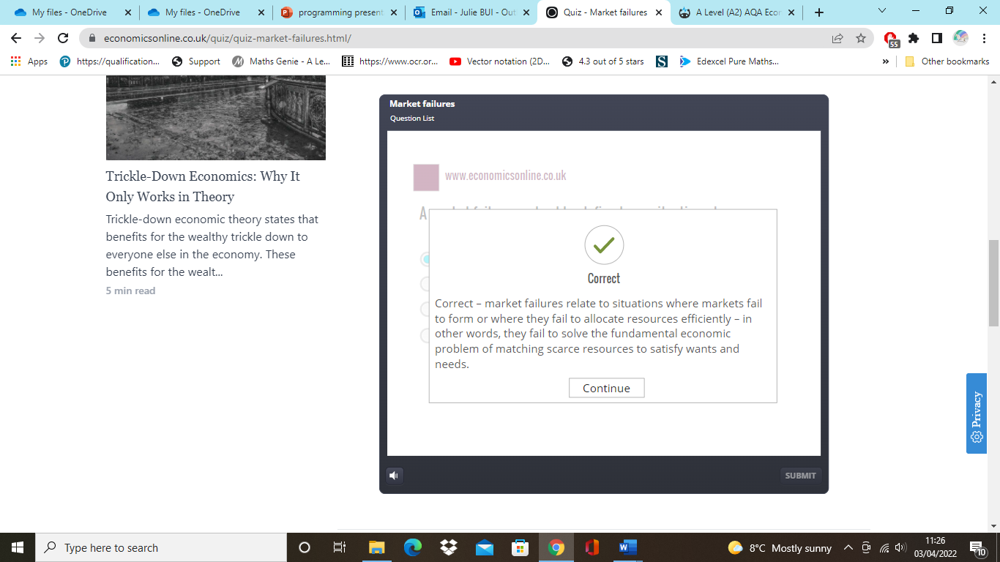 My files - OneDrive
My files - OneDrive
programming present
Email - Julie BUI - Out
Quiz - Market failures
A Level (A2) AQA Econ
economicsonline.co.uk/quiz/quiz-market-failures.html/
55
Apps
https://qualification...
Support
Maths Genie - A Le...
https://www.ocr.or...
Vector notation (2D...
4.3 out of 5 stars
Edexcel Pure Maths...
»
Other bookmarks
Trickle-Down Economics: Why It
Only Works in Theory
Trickle-down economic theory states that
benefits for the wealthy trickle down to
everyone else in the economy. These
benefits for the wealt...
5 min read
Market failures
Question List
www.economicsonline.co.uk
A
Correct
Correct – market failures relate to situations where markets fail
to form or where they fail to allocate resources efficiently – in
other words, they fail to solve the fundamental economic
problem of matching scarce resources to satisfy wants and
needs.
Continue
SUBMIT
Privacy
Type here to search
8°C Mostly sunny
11:26
03/04/2022
10